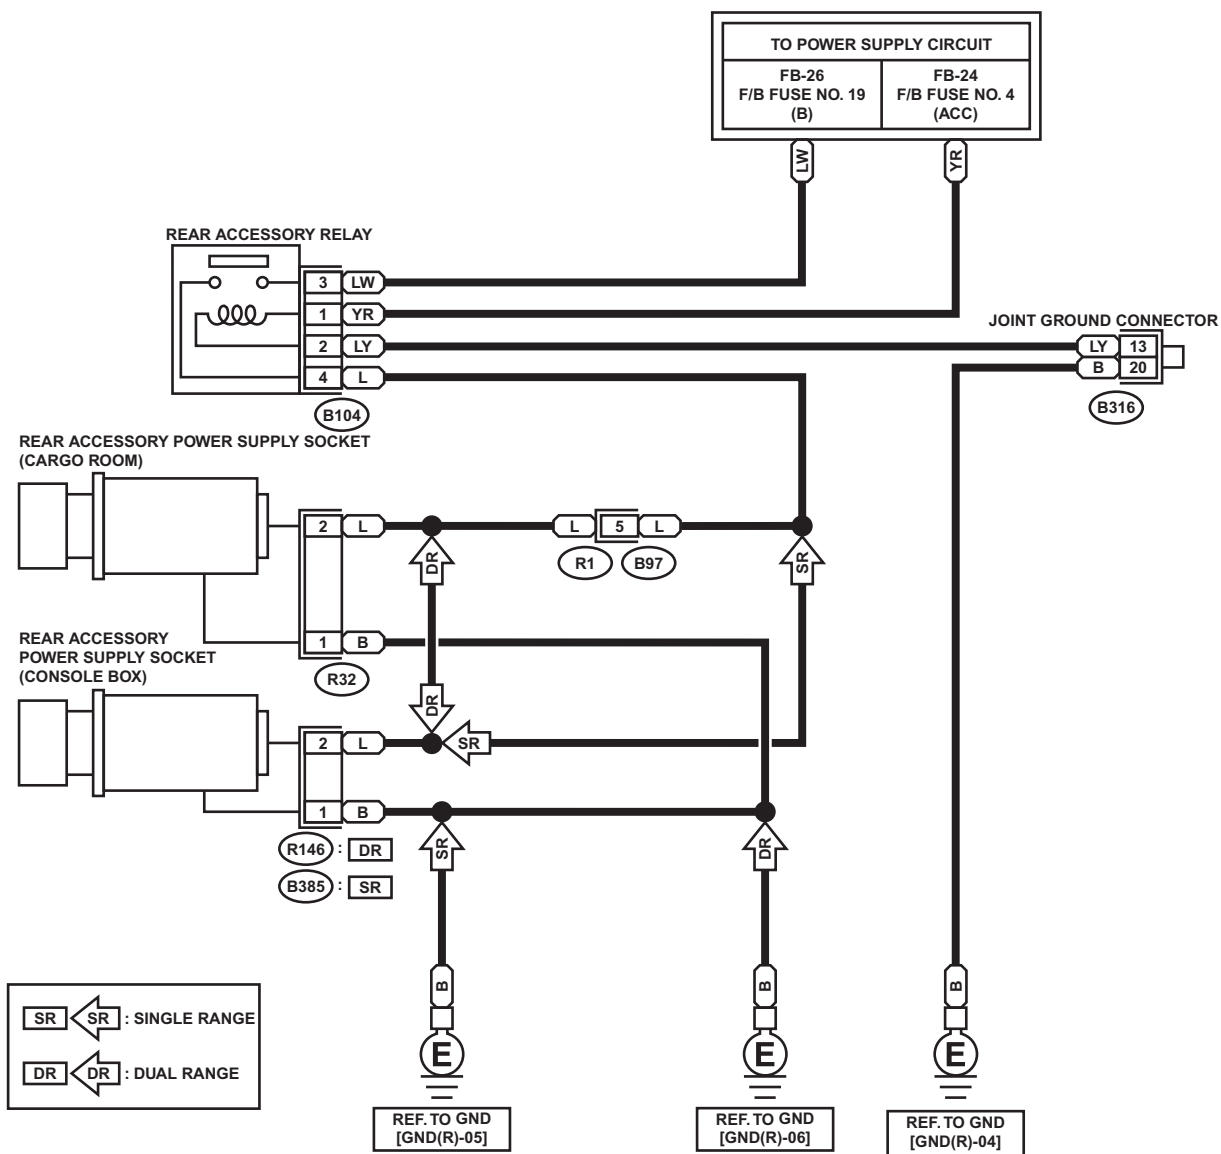 TO POWER SUPPLY CIRCUIT
FB-26
F/B FUSE NO. 19
(B)
FB-24
F/B FUSE NO. 4
(ACC)
LW
YR
REAR ACCESSORY RELAY
3 LW
1 YR
2 LY
4 L
B104
JOINT GROUND CONNECTOR
LY 13
B 20
B316
REAR ACCESSORY POWER SUPPLY SOCKET
(CARGO ROOM)
2 L
L 5 L
R1 B97
DR
SR
1 B
R32
REAR ACCESSORY
POWER SUPPLY SOCKET
(CONSOLE BOX)
DR
2 L
SR
1 B
R146 : DR
B385 : SR
SR
DR
B
B
B
E
E
E
SR SR : SINGLE RANGE
DR DR : DUAL RANGE
REF. TO GND
[GND(R)-05]
REF. TO GND
[GND(R)-06]
REF. TO GND
[GND(R)-04]